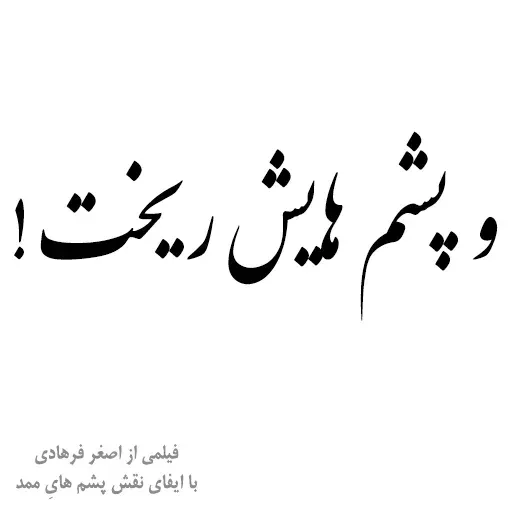 و پشم هایش ریخت!
فیلمی از اصغر فرهادی
با ایفای نقش پشم هایِ ممد